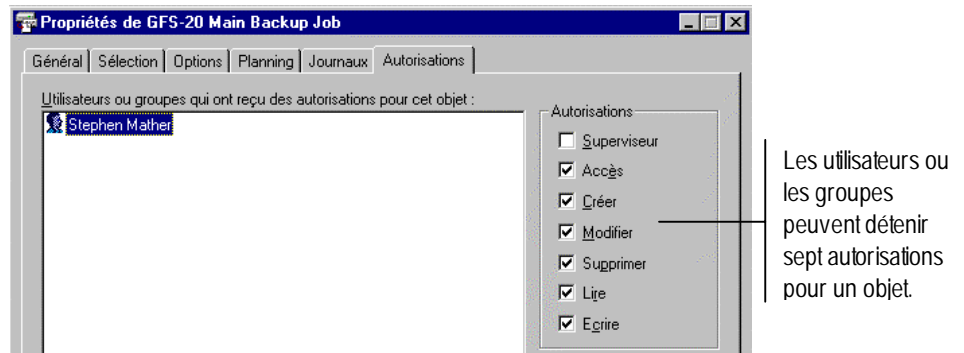 Propriétés de GFS-20 Main Backup Job
Général Sélection Options Planning Journaux Autorisations
Utilisateurs ou groupes qui ont reçu des autorisations pour cet objet :
Stephen Mather
Autorisations
Superviseur
Accès
Créer
Modifier
Supprimer
Lire
Ecrire
Les utilisateurs ou
les groupes
peuvent détenir
sept autorisations
pour un objet.